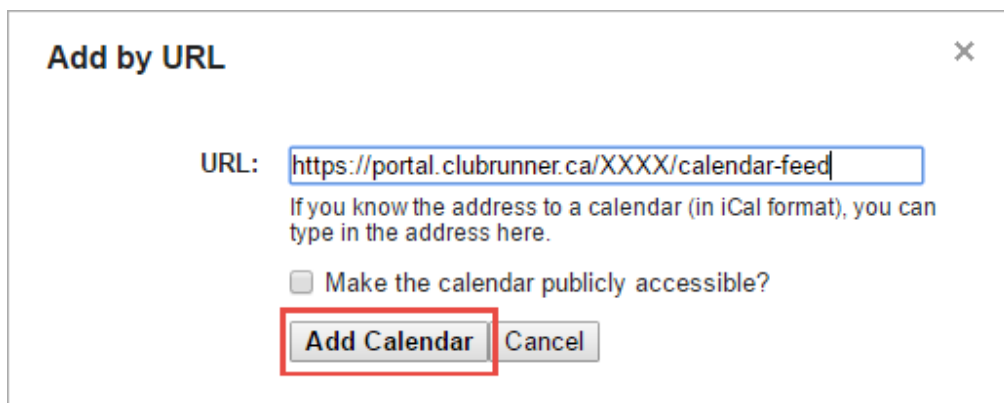 Add by URL
×
URL: https://portal.clubrunner.ca/XXXX/calendar-feed
If you know the address to a calendar (in iCal format), you can
type in the address here.
Make the calendar publicly accessible?
Add Calendar Cancel